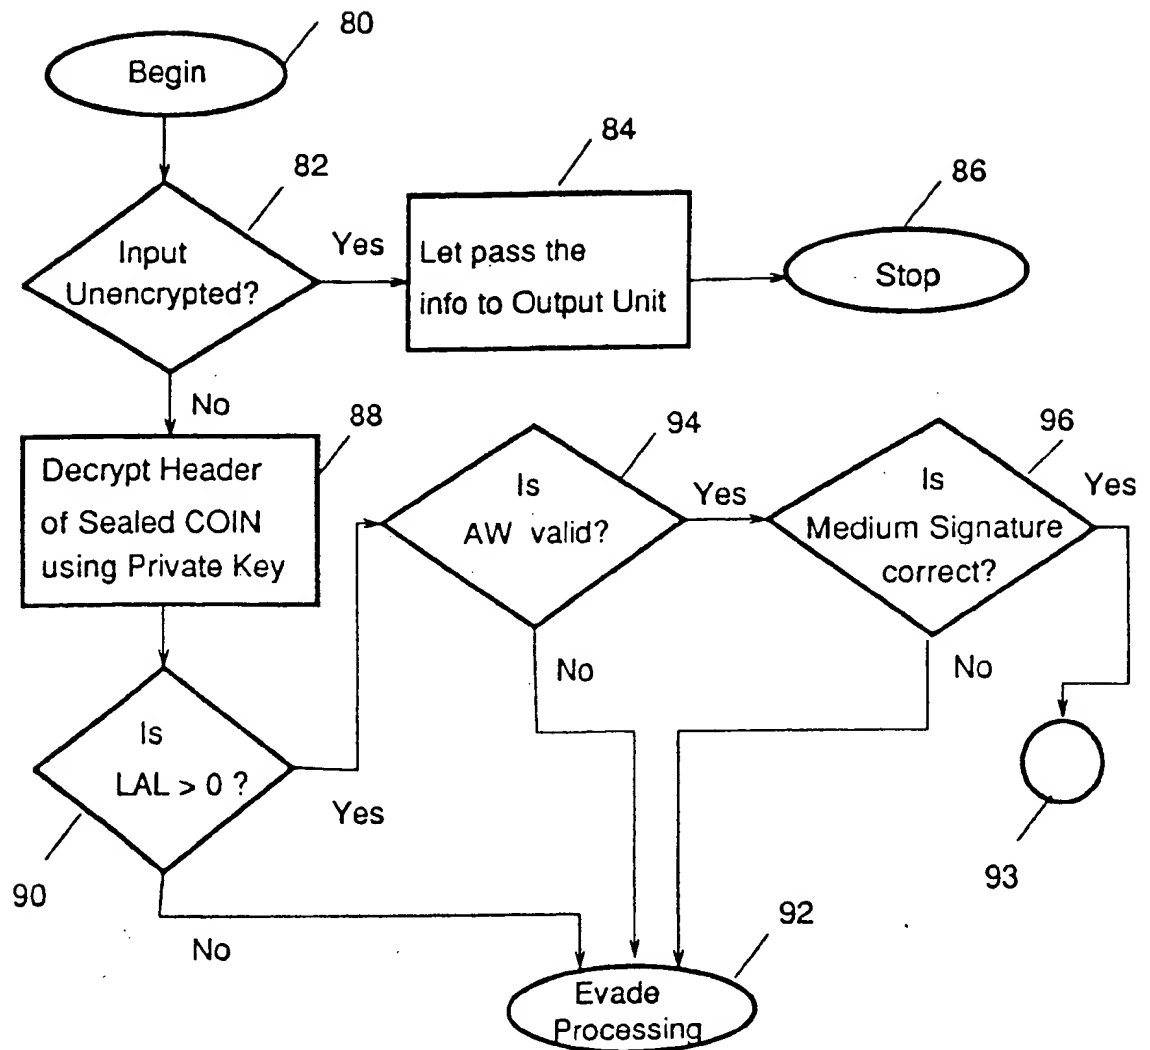 80
Begin
82
Input
Unencrypted?
Yes
84
Let pass the
info to Output Unit
86
Stop
No
88
Decrypt Header
of Sealed COIN
using Private Key
94
Is
AW valid?
Yes
96
Is
Medium Signature
correct?
Yes
No
No
93
Is
LAL > 0 ?
Yes
90
No
92
Evade
Processing